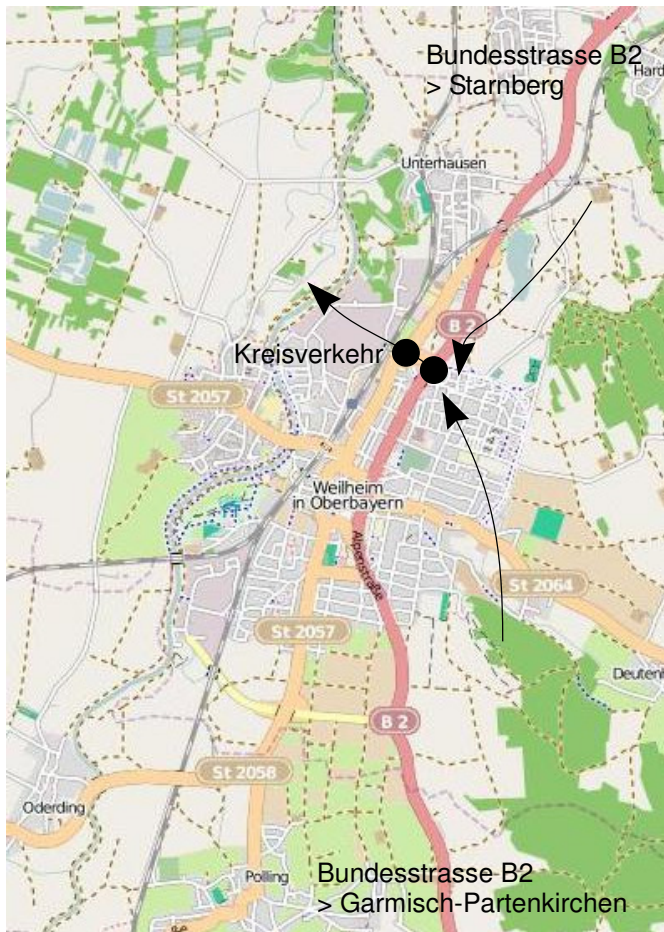 Bundesstrasse B2
> Starnberg
Hard
Unterhausen
B 2
Kreisverkehr
St 2057
Weilheim
in Oberbayern
Alpenstraße
St 2064
St 2057
Deuten
B 2
St 2058
Oderding
Polling
Bundesstrasse B2
> Garmisch-Partenkirchen